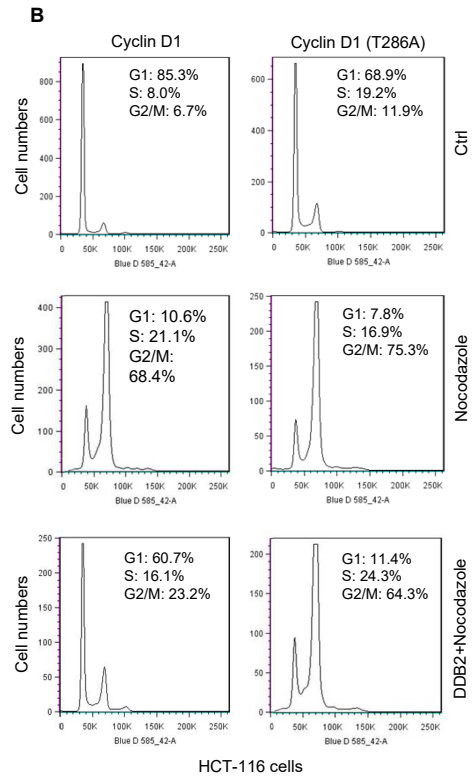 B
Cyclin D1
Cyclin D1 (T286A)
Cell numbers
800
600
400
200
0
G1: 85.3%
S: 8.0%
G2/M: 6.7%
0 50K 100K 150K 200K 250K
Blue D 585_42-A
600
400
200
0
G1: 68.9%
S: 19.2%
G2/M: 11.9%
0 50K 100K 150K 200K 250K
Blue D 585_42-A
Ctrl
Cell numbers
400
300
200
100
0
G1: 10.6%
S: 21.1%
G2/M:
68.4%
0 50K 100K 150K 200K 250K
Blue D 585_42-A
250
200
150
100
50
0
G1: 7.8%
S: 16.9%
G2/M: 75.3%
0 50K 100K 150K 200K 250K
Blue D 585_42-A
Nocodazole
Cell numbers
250
200
150
100
50
0
G1: 60.7%
S: 16.1%
G2/M: 23.2%
0 50K 100K 150K 200K 250K
Blue D 585_42-A
200
150
100
50
0
G1: 11.4%
S: 24.3%
G2/M: 64.3%
0 50K 100K 150K 200K 250K
Blue D 585_42-A
DDB2+Nocodazole
HCT-116 cells